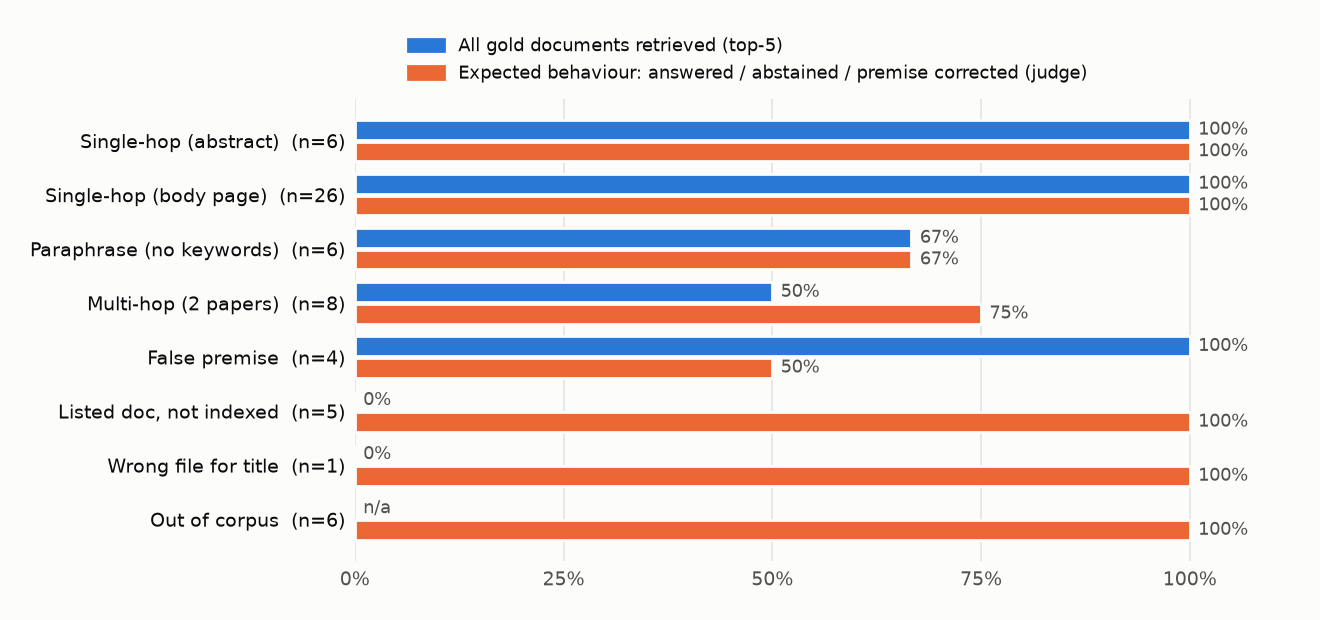 All gold documents retrieved (top-5)
Expected behaviour: answered / abstained / premise corrected (judge)
Single-hop (abstract) (n=6)
100%
100%
Single-hop (body page) (n=26)
100%
100%
Paraphrase (no keywords) (n=6)
67%
67%
Multi-hop (2 papers) (n=8)
50%
75%
False premise (n=4)
100%
50%
Listed doc, not indexed (n=5)
0%
100%
Wrong file for title (n=1)
0%
100%
Out of corpus (n=6)
n/a
100%
0% 25% 50% 75% 100%